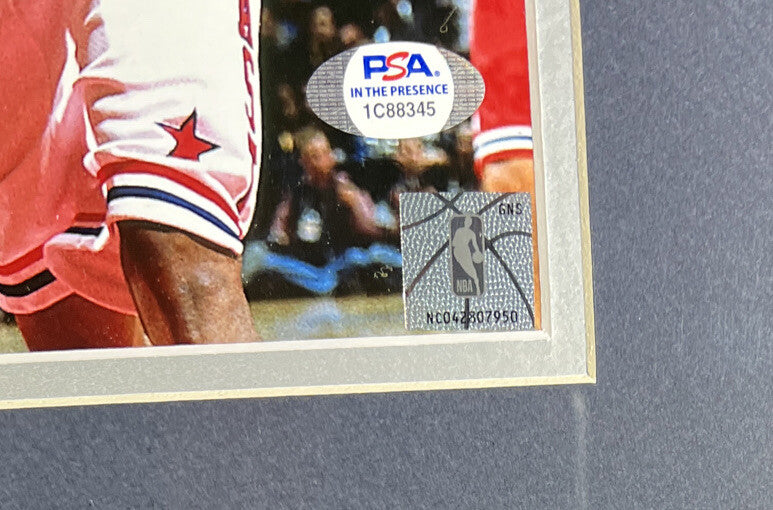 PSA
IN THE PRESENCE
1C88345
GNS
NBA
NC042807950